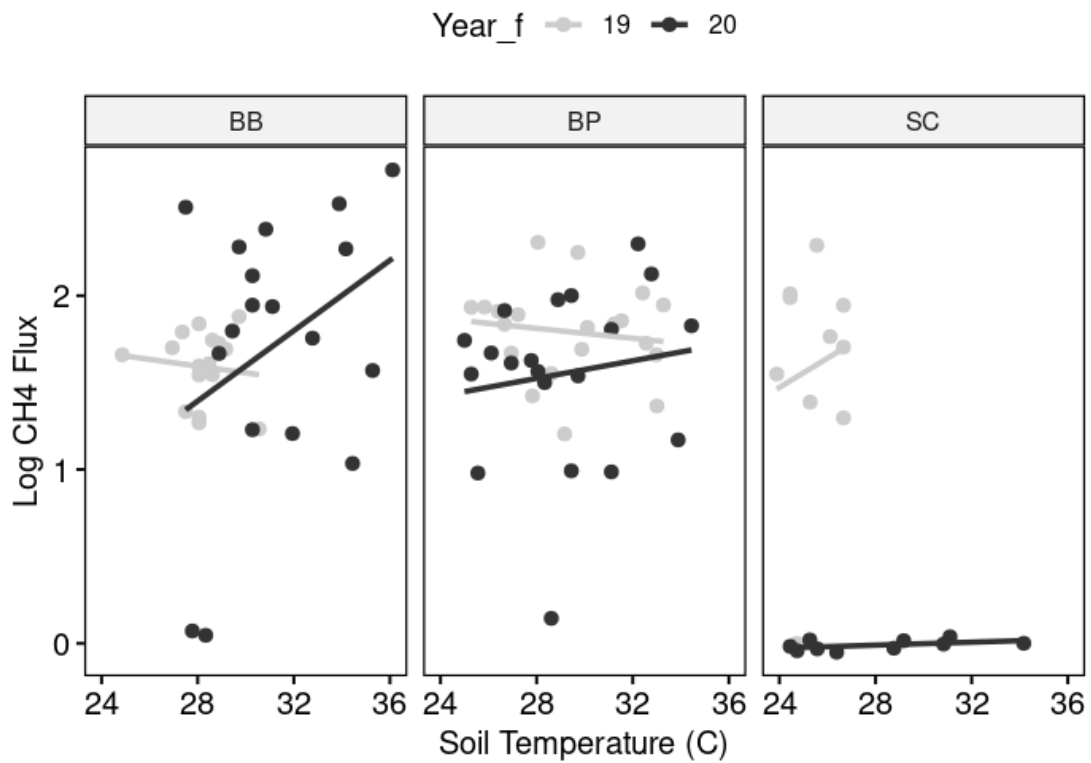 Year_f 19 20
BB BP SC
Log CH4 Flux
2
1
0
24 28 32 36 24 28 32 36 24 28 32 36
Soil Temperature (C)